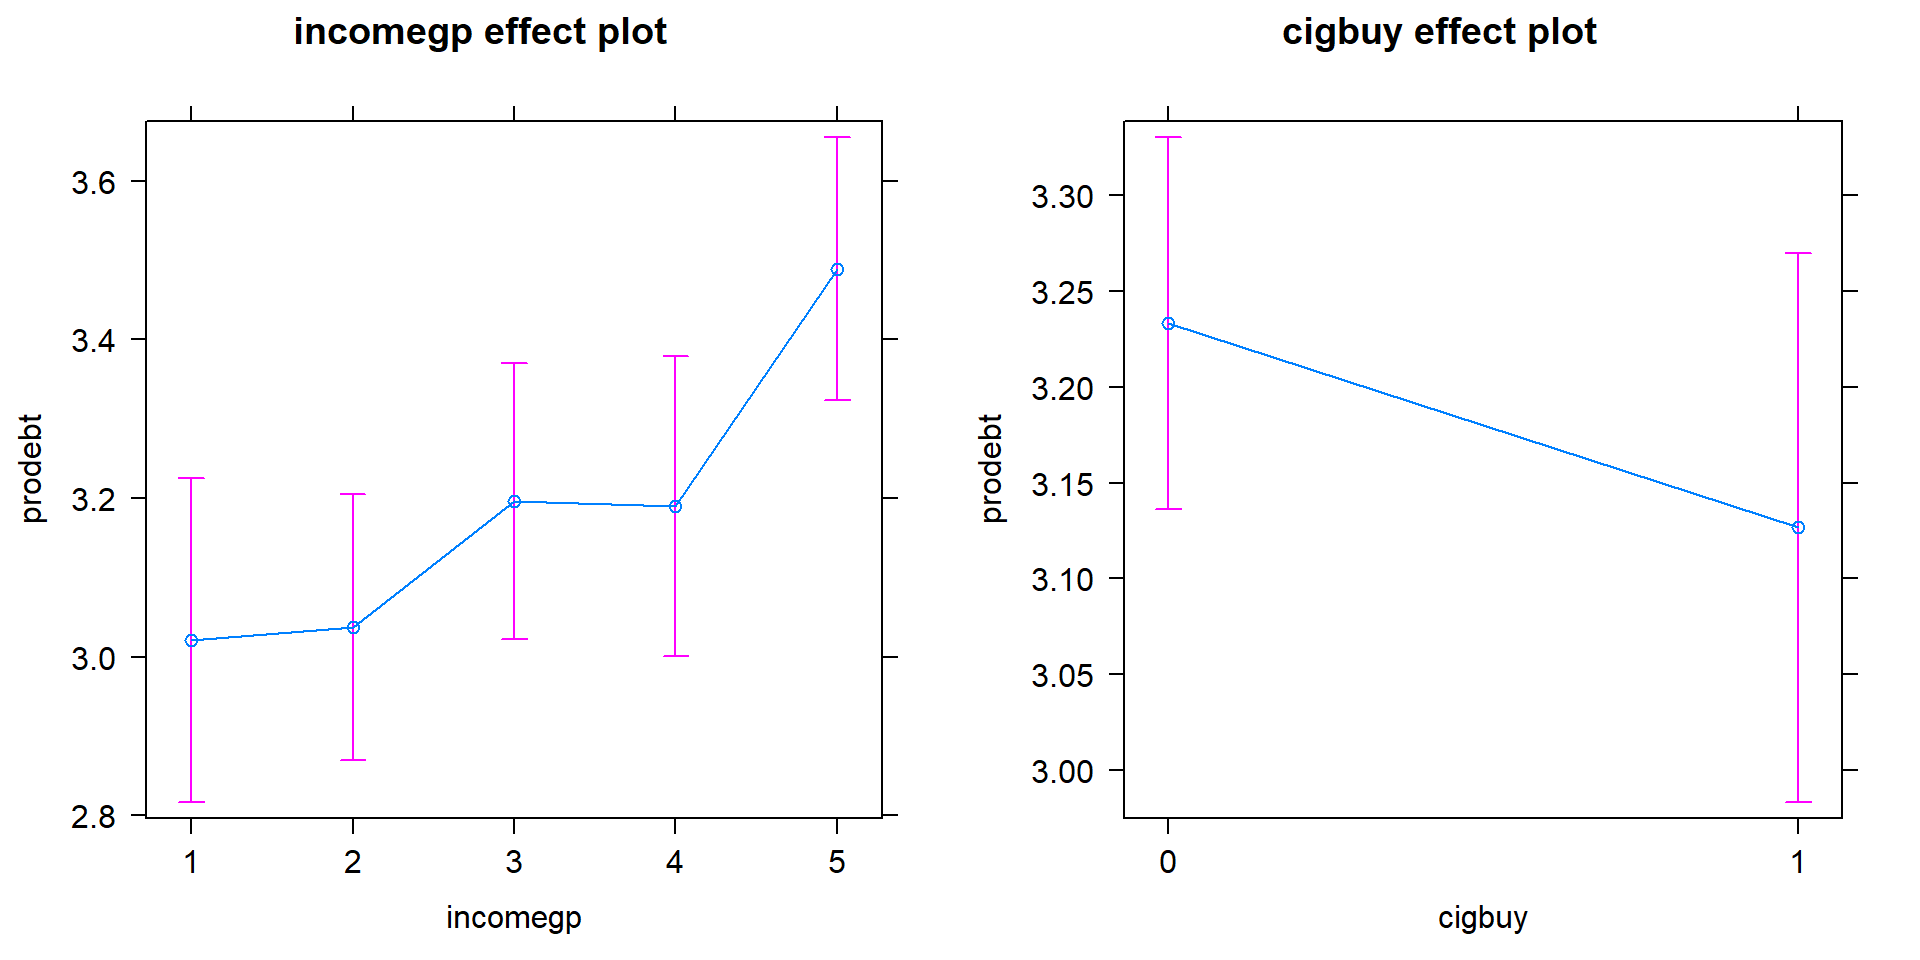 incomegp effect plot
prodebt
3.6
3.4
3.2
3.0
2.8
1 2 3 4 5
incomegp
cigbuy effect plot
prodebt
3.30
3.25
3.20
3.15
3.10
3.05
3.00
0 1
cigbuy